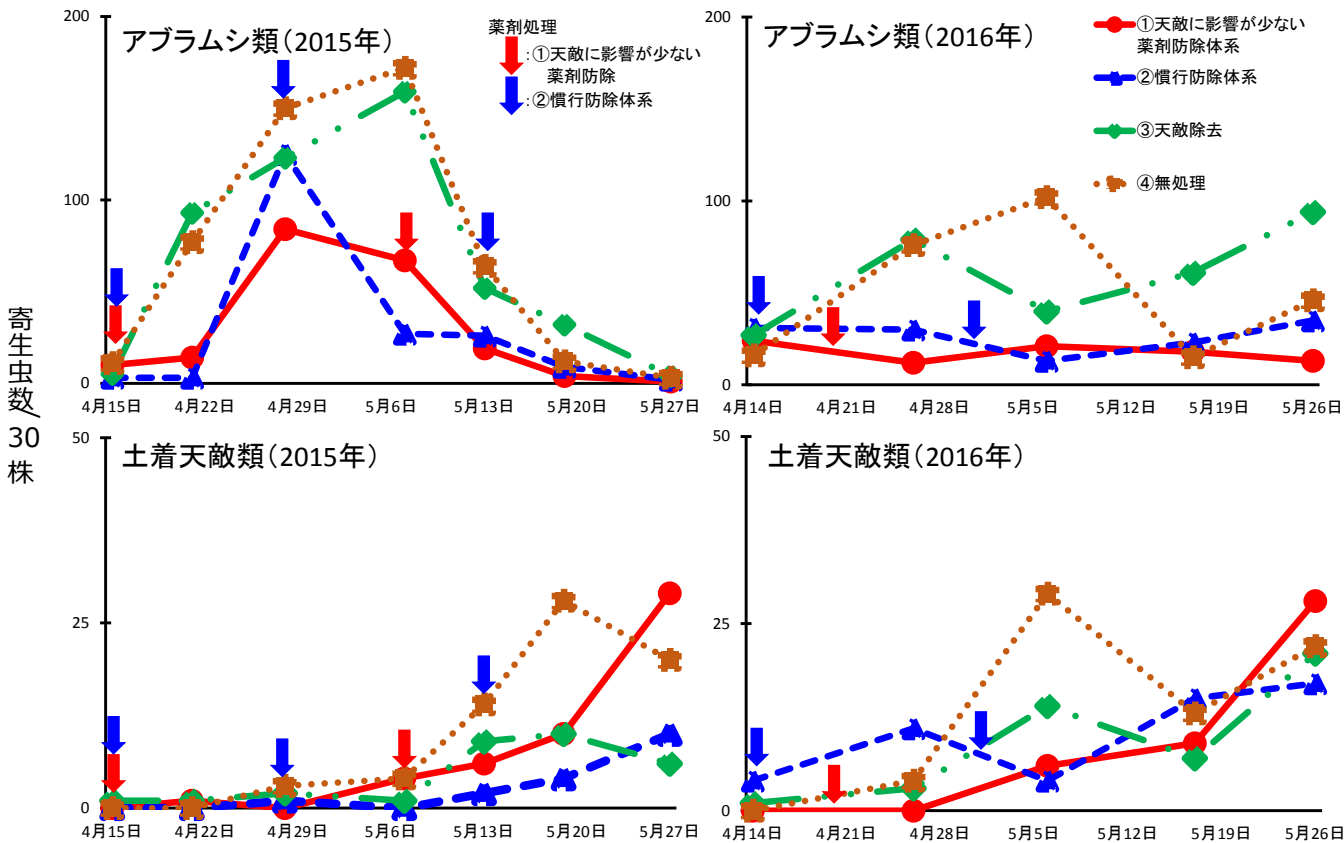 アブラムシ類（2015年）
薬剤処理
：①天敵に影響が少ない
薬剤防除
：②慣行防除体系
200
100
0
4月15日 4月22日 4月29日 5月6日 5月13日 5月20日 5月27日
アブラムシ類（2016年）
①天敵に影響が少ない
薬剤防除体系
②慣行防除体系
③天敵除去
④無処理
200
100
0
4月14日 4月21日 4月28日 5月5日 5月12日 5月19日 5月26日
寄生虫数/30株
土着天敵類（2015年）
50
25
0
4月15日 4月22日 4月29日 5月6日 5月13日 5月20日 5月27日
土着天敵類（2016年）
50
25
0
4月14日 4月21日 4月28日 5月5日 5月12日 5月19日 5月26日